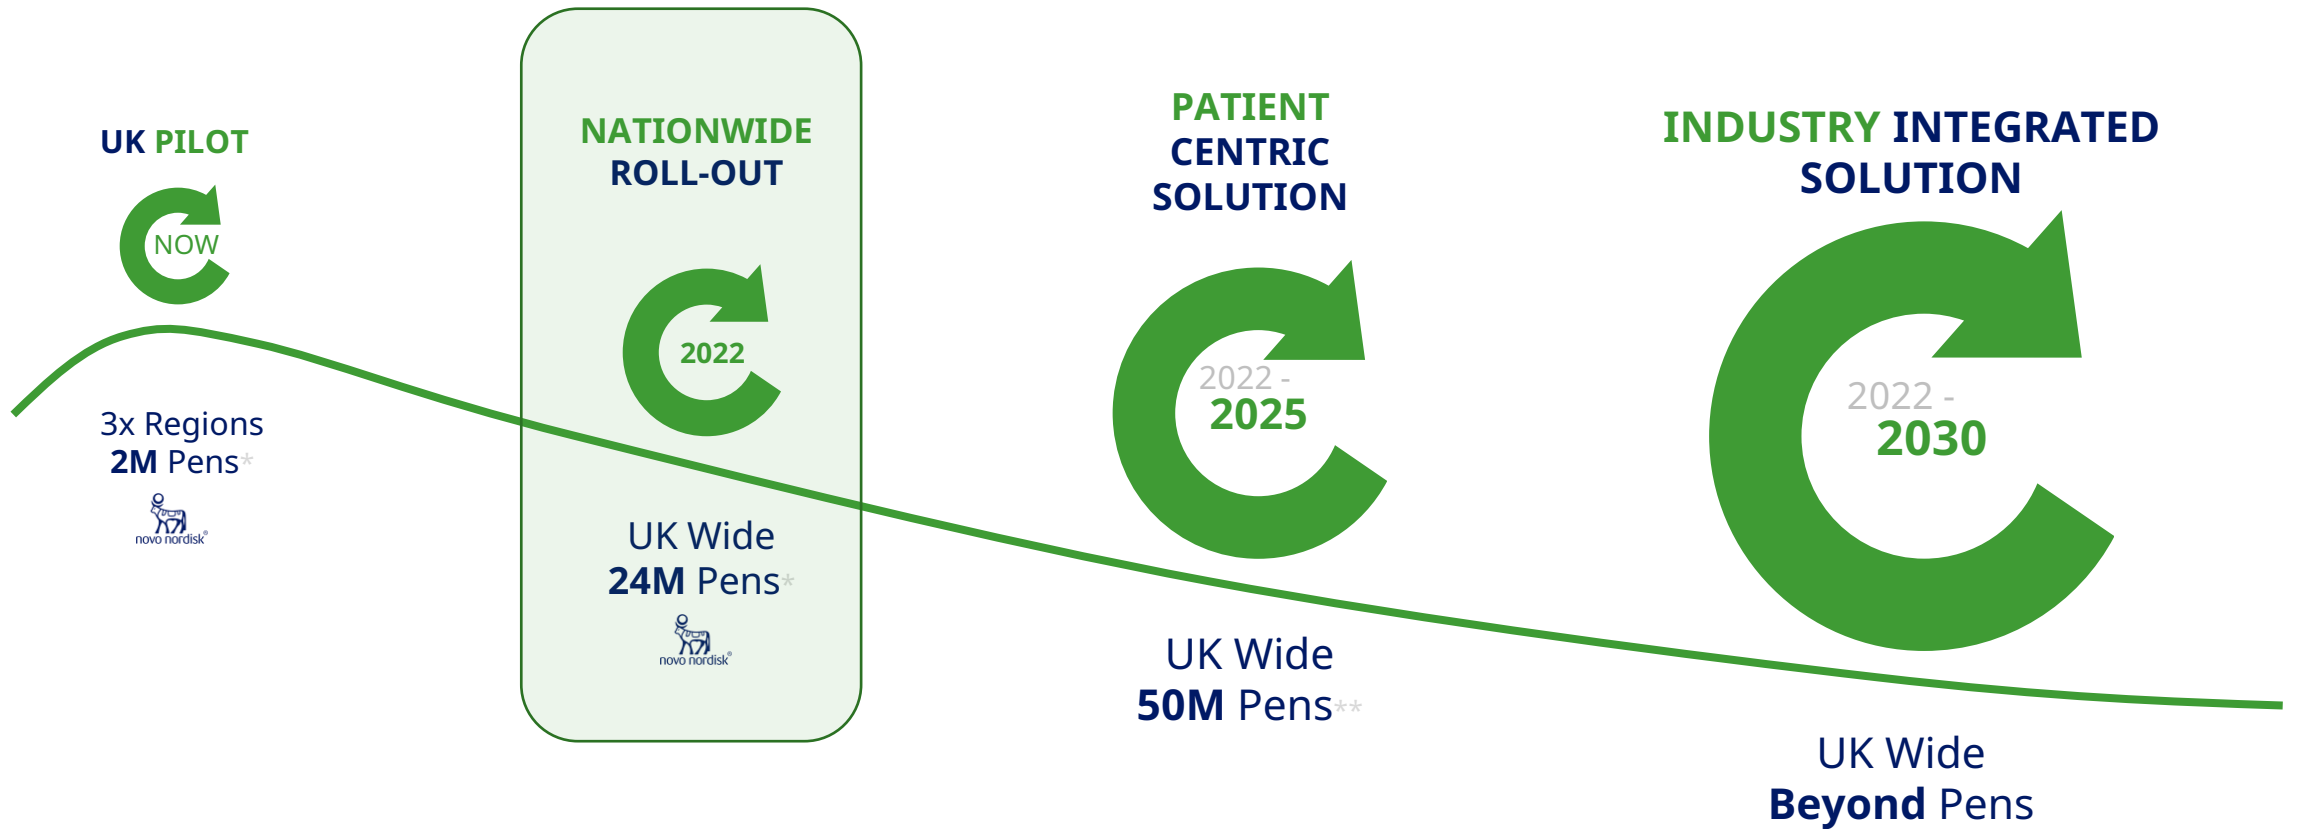 UK PILOT
NOW
3x Regions
2M Pens*
novo nordisk®
NATIONWIDE
ROLL-OUT
2022
UK Wide
24M Pens*
novo nordisk®
PATIENT
CENTRIC
SOLUTION
2022 -
2025
UK Wide
50M Pens**
INDUSTRY INTEGRATED
SOLUTION
2022 -
2030
UK Wide
Beyond Pens